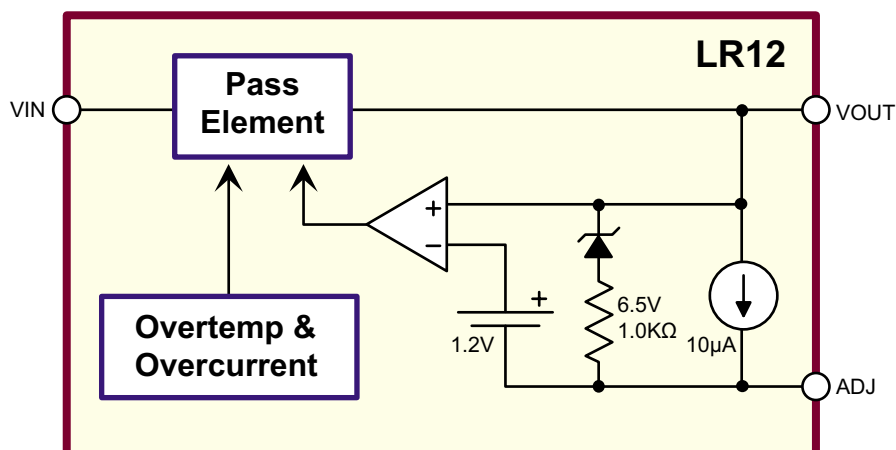 LR12
Pass
Element
VIN
VOUT
+
−
+
6.5V
1.0KΩ
1.2V
10µA
Overtemp &
Overcurrent
ADJ